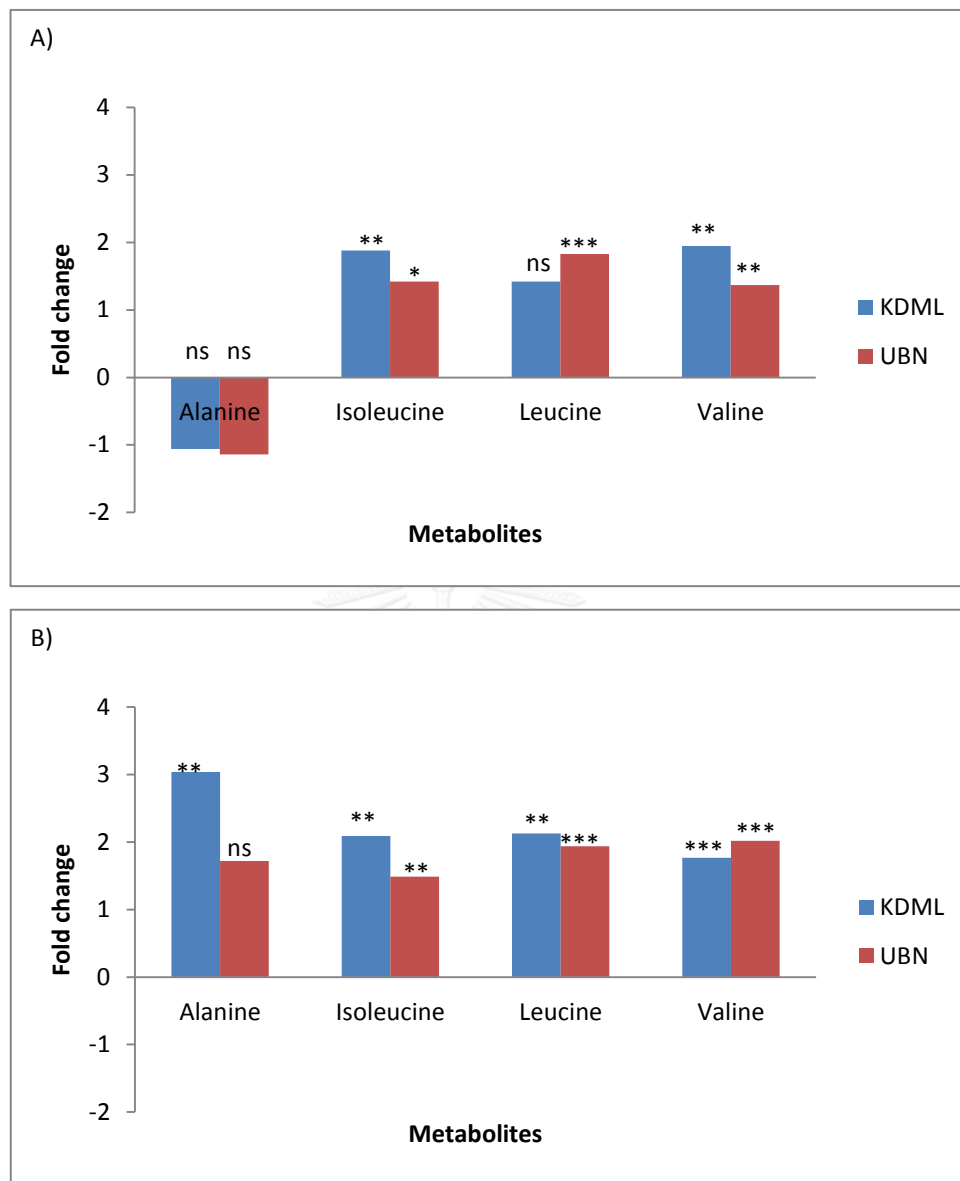 A)
4
3
2
1
0
-1
-2
Fold change
ns ns
** *
ns ***
** **
Alanine Isoleucine Leucine Valine
Metabolites
KDML
UBN
B)
4
3
2
1
0
-1
-2
Fold change
** ns
** **
** ***
*** ***
Alanine Isoleucine Leucine Valine
Metabolites
KDML
UBN